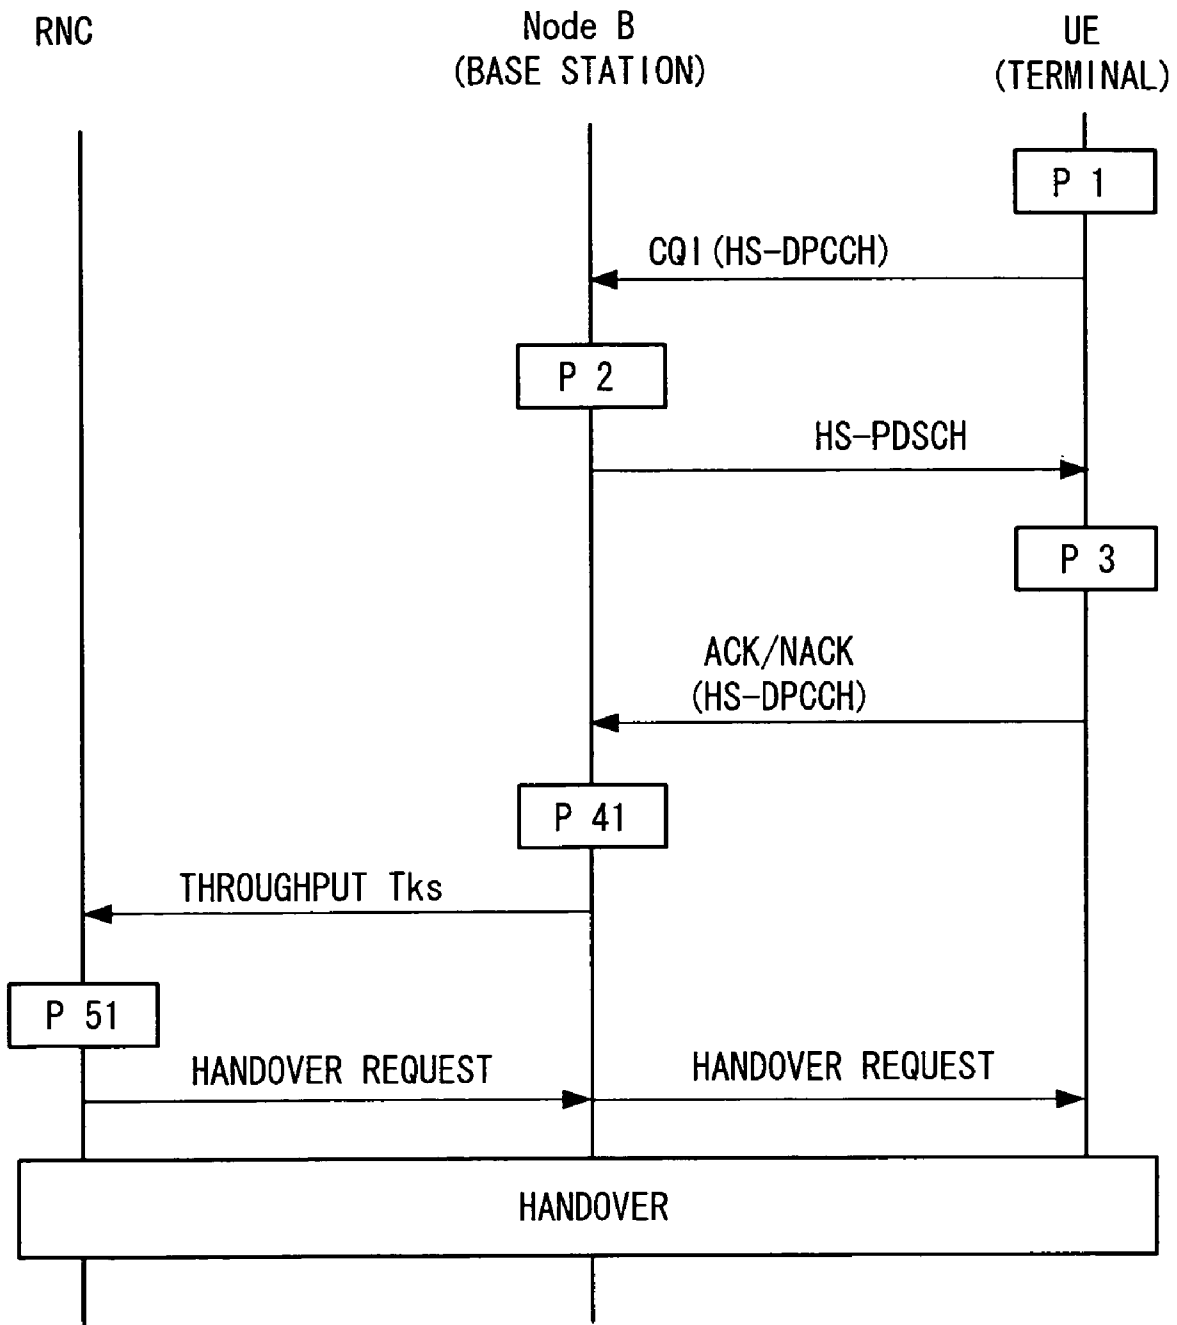 RNC
Node B
(BASE STATION)
UE
(TERMINAL)
P 1
CQI(HS-DPCCH)
P 2
HS-PDSCH
P 3
ACK/NACK
(HS-DPCCH)
P 41
THROUGHPUT Tks
P 51
HANDOVER REQUEST
HANDOVER REQUEST
HANDOVER